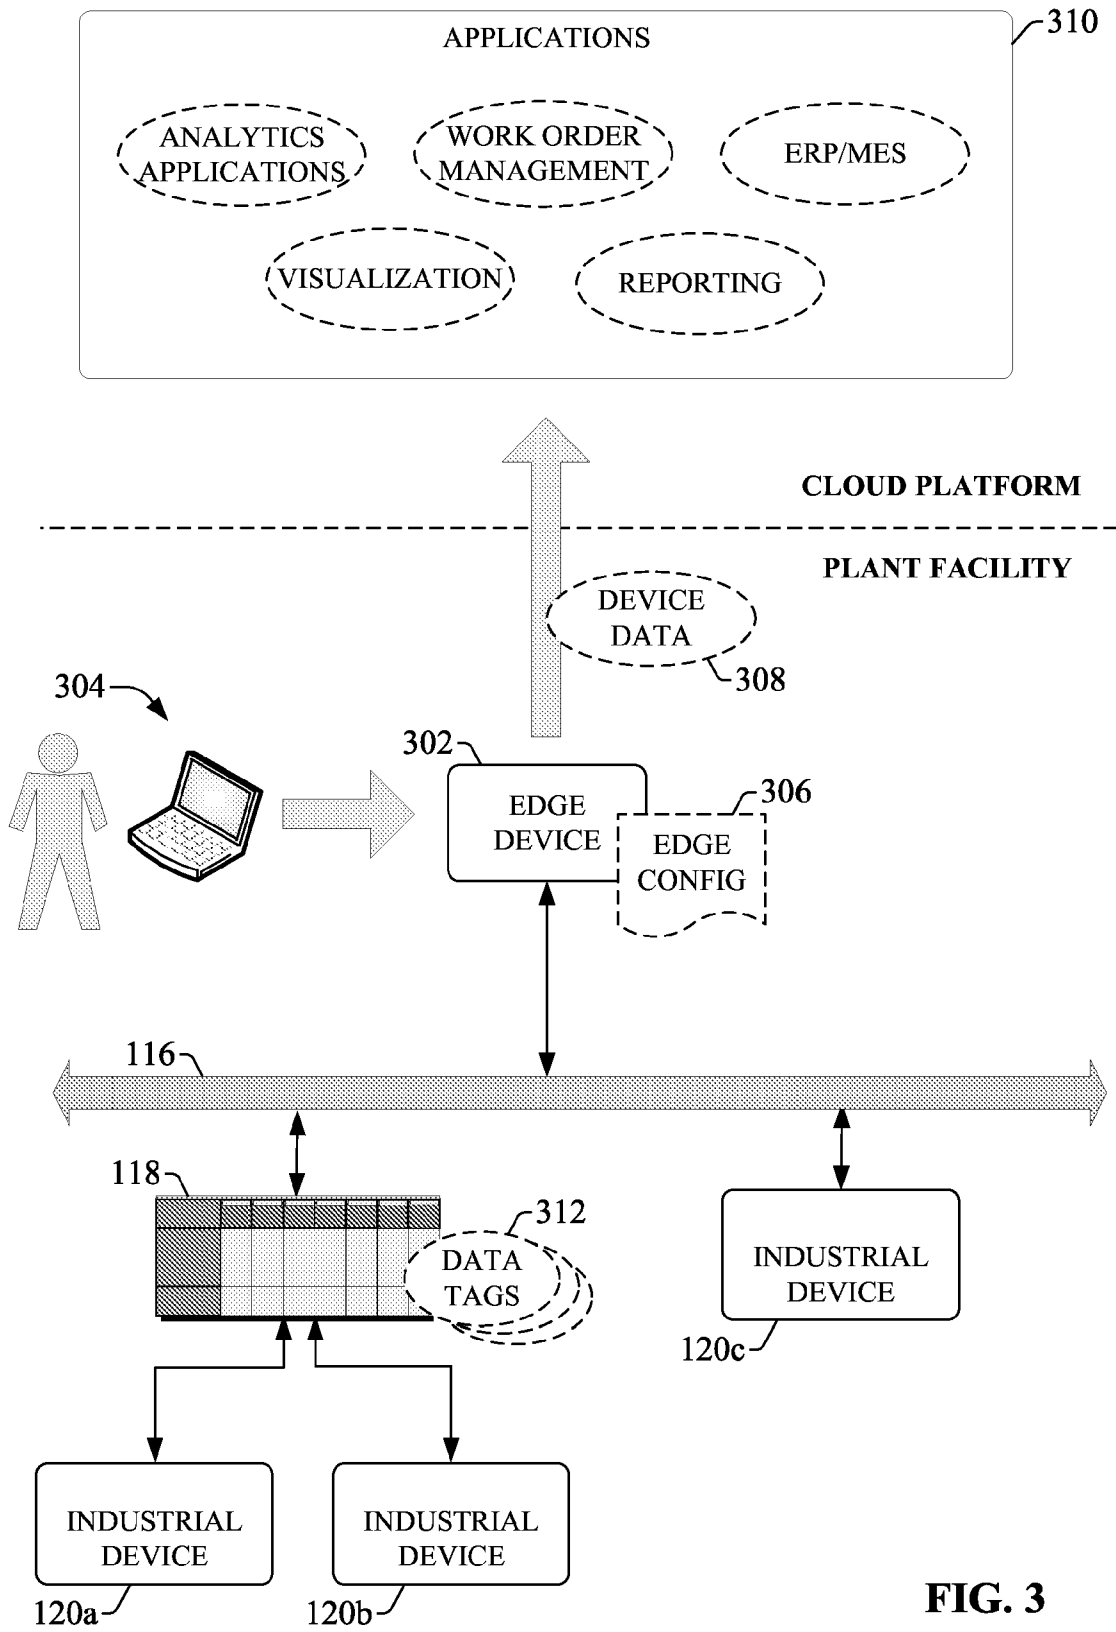 APPLICATIONS
310
ANALYTICS
APPLICATIONS
WORK ORDER
MANAGEMENT
ERP/MES
VISUALIZATION
REPORTING
CLOUD PLATFORM
PLANT FACILITY
DEVICE
DATA
308
304
302
EDGE
DEVICE
306
EDGE
CONFIG
116
118
312
DATA
TAGS
INDUSTRIAL
DEVICE
120c
INDUSTRIAL
DEVICE
120a
INDUSTRIAL
DEVICE
120b
FIG. 3